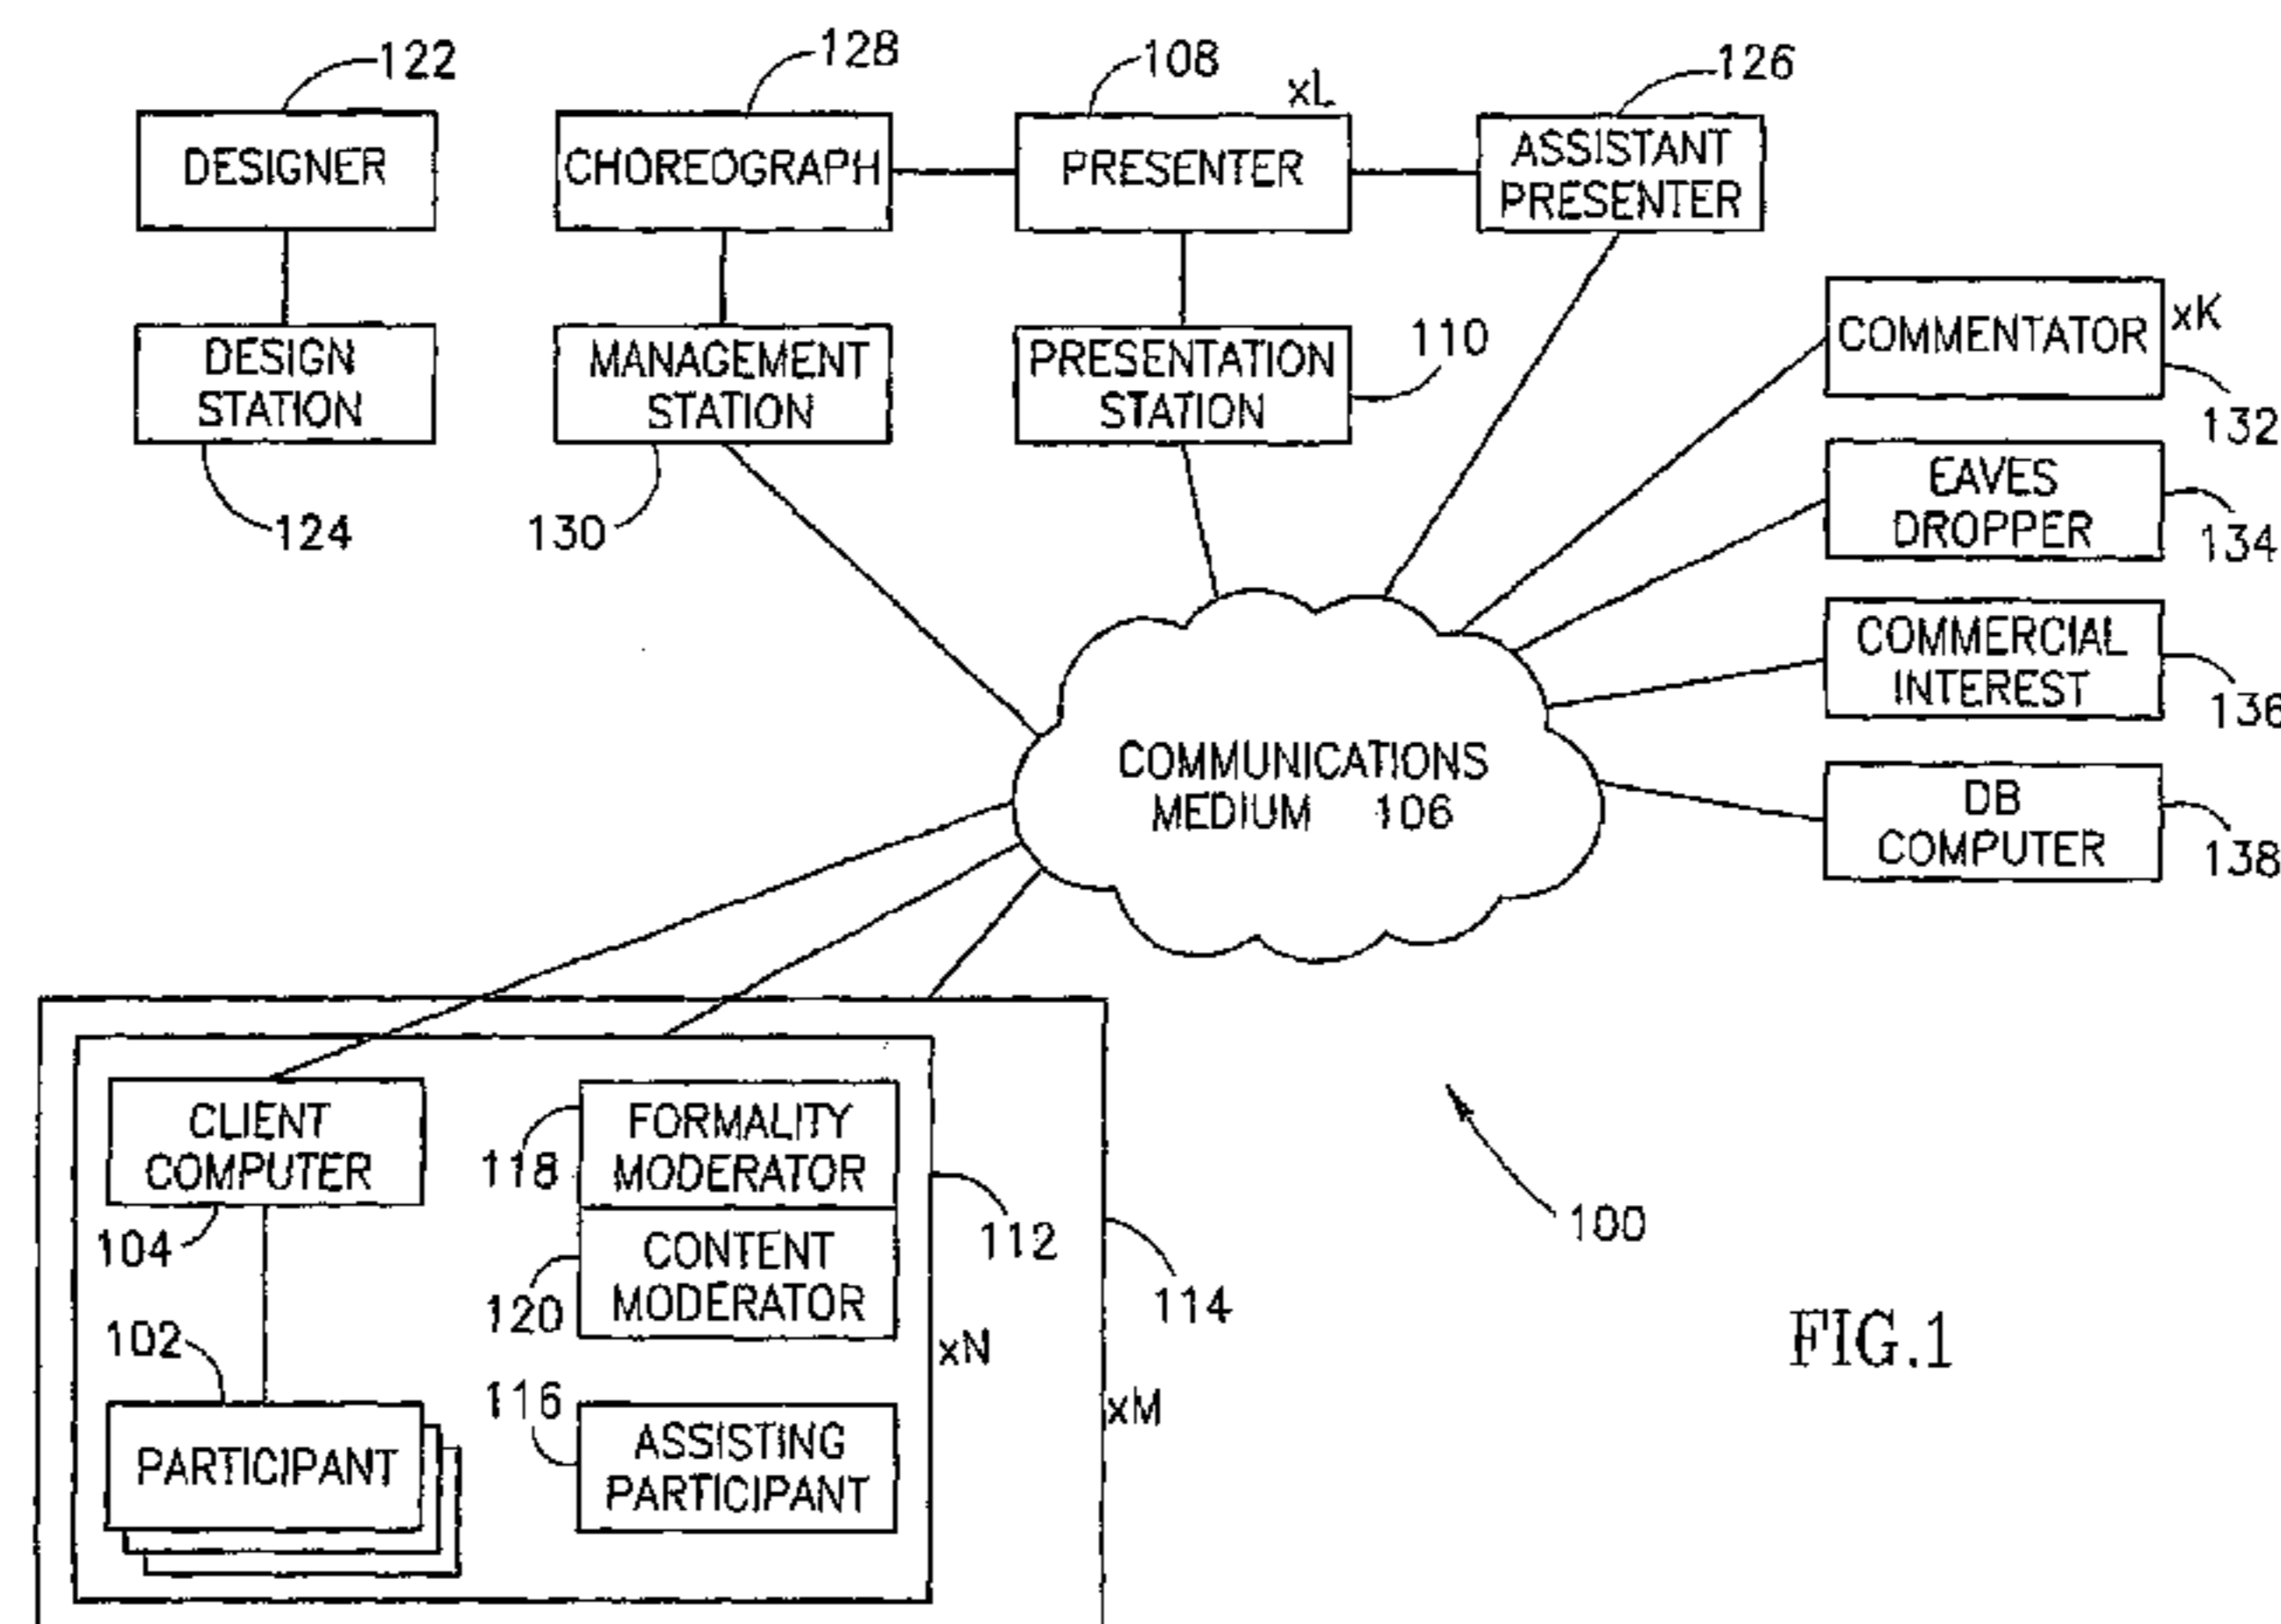 122
128
108
xL
126
DESIGNER
CHOREOGRAPH
PRESENTER
ASSISTANT
PRESENTER
DESIGN
STATION
MANAGEMENT
STATION
PRESENTATION
STATION
110
COMMENTATOR
xK
132
124
130
EAVES
DROPPER
134
COMMERCIAL
INTEREST
136
COMMUNICATIONS
MEDIUM 106
DB
COMPUTER
138
CLIENT
COMPUTER
104
118
FORMALITY
MODERATOR
112
120
CONTENT
MODERATOR
114
100
102
xN
xM
PARTICIPANT
116
ASSISTING
PARTICIPANT
FIG.1